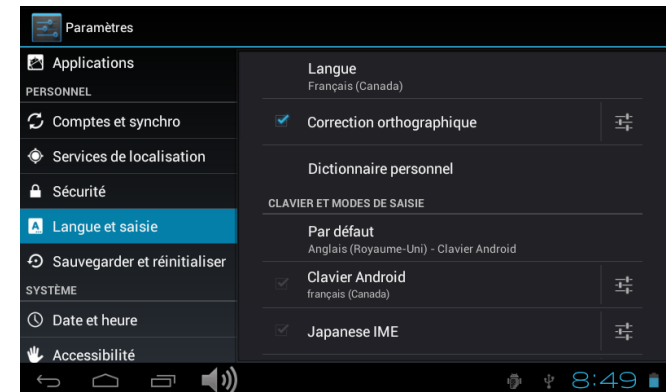 Paramètres
Applications
PERSONNEL
Comptes et synchro
Services de localisation
Sécurité
A
Langue et saisie
Sauvegarder et réinitialiser
SYSTÈME
Date et heure
Accessibilité
Langue
Français (Canada)
Correction orthographique
Dictionnaire personnel
CLAVIER ET MODES DE SAISIE
Par défaut
Anglais (Royaume-Uni) - Clavier Android
Clavier Android
français (Canada)
Japanese IME
8:49